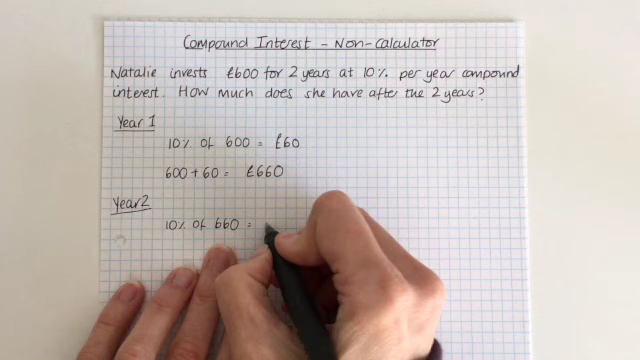 Compound Interest - Non-calculator
Natalie invests £600 for 2 years at 10% per year compound
interest. How much does she have after the 2 years?
Year 1
10% of 600 = £60
600 + 60 = £660
Year 2
10% of 660 =